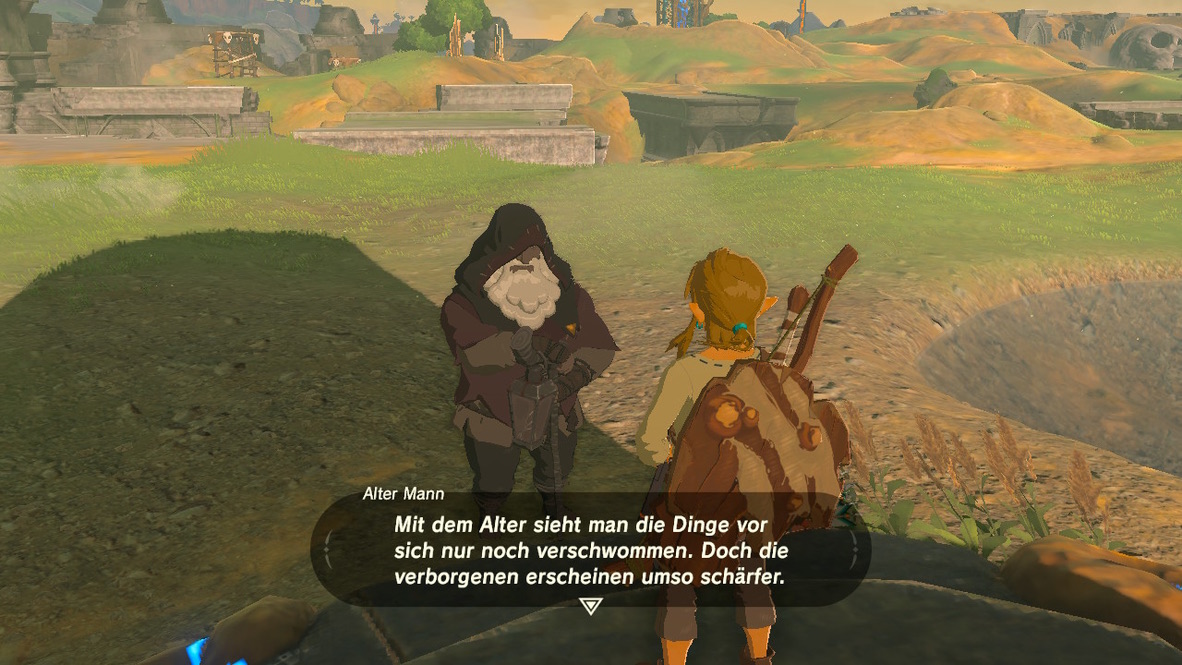 Alter Mann
Mit dem Alter sieht man die Dinge vor
sich nur noch verschwommen. Doch die
verborgenen erscheinen umso schärfer.